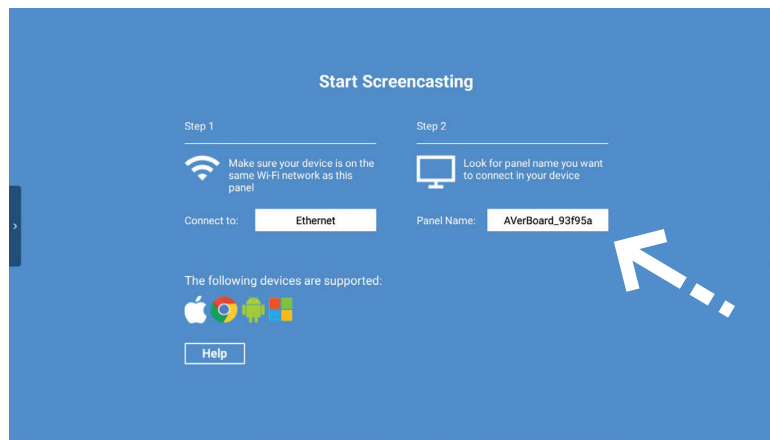 Start Screencasting
Step 1
Make sure your device is on the
same Wi-Fi network as this
panel
Connect to: Ethernet
Step 2
Look for panel name you want
to connect in your device
Panel Name: AVerBoard_93f95a
The following devices are supported:
Help